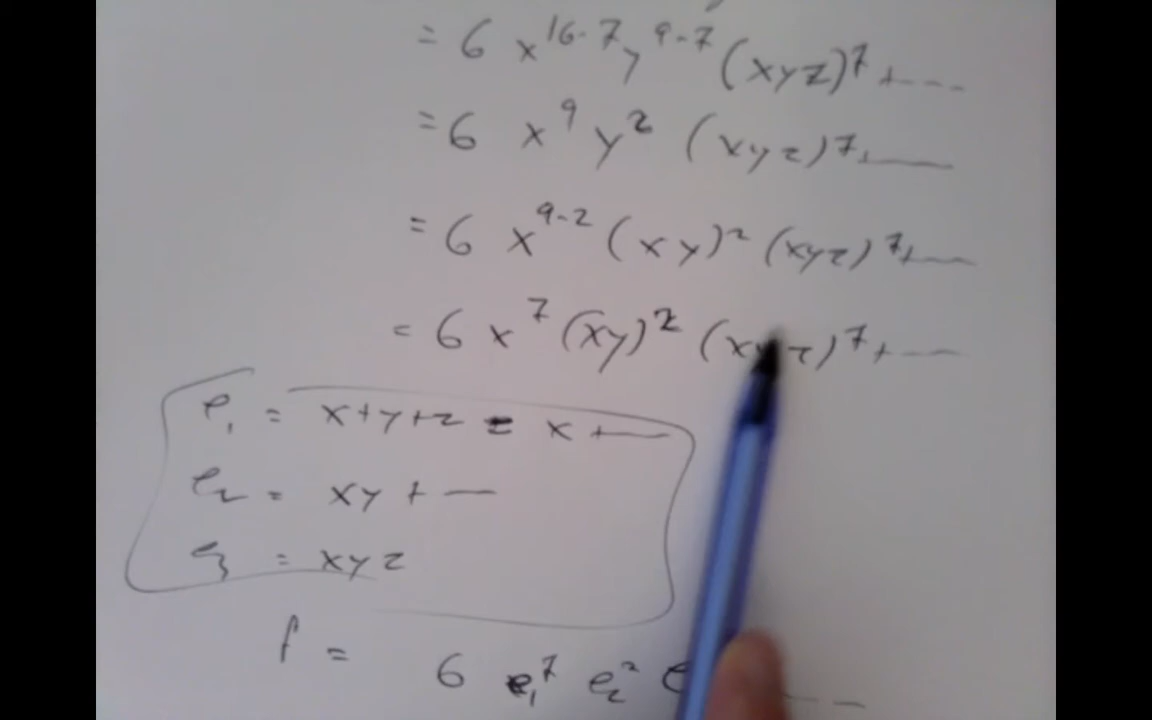 = 6 x^{16-7} y^{9-7} (xyz)^7 + ---
= 6 x^9 y^2 (xyz)^7 + —
= 6 x^{9-2} (xy)^2 (xyz)^7 + —
= 6 x^7 (xy)^2 (xyz)^7 + ---
e_1 = x+y+z = x + —
e_2 = xy + —
e_3 = xyz
f = 6 e_1^7 e_2^2